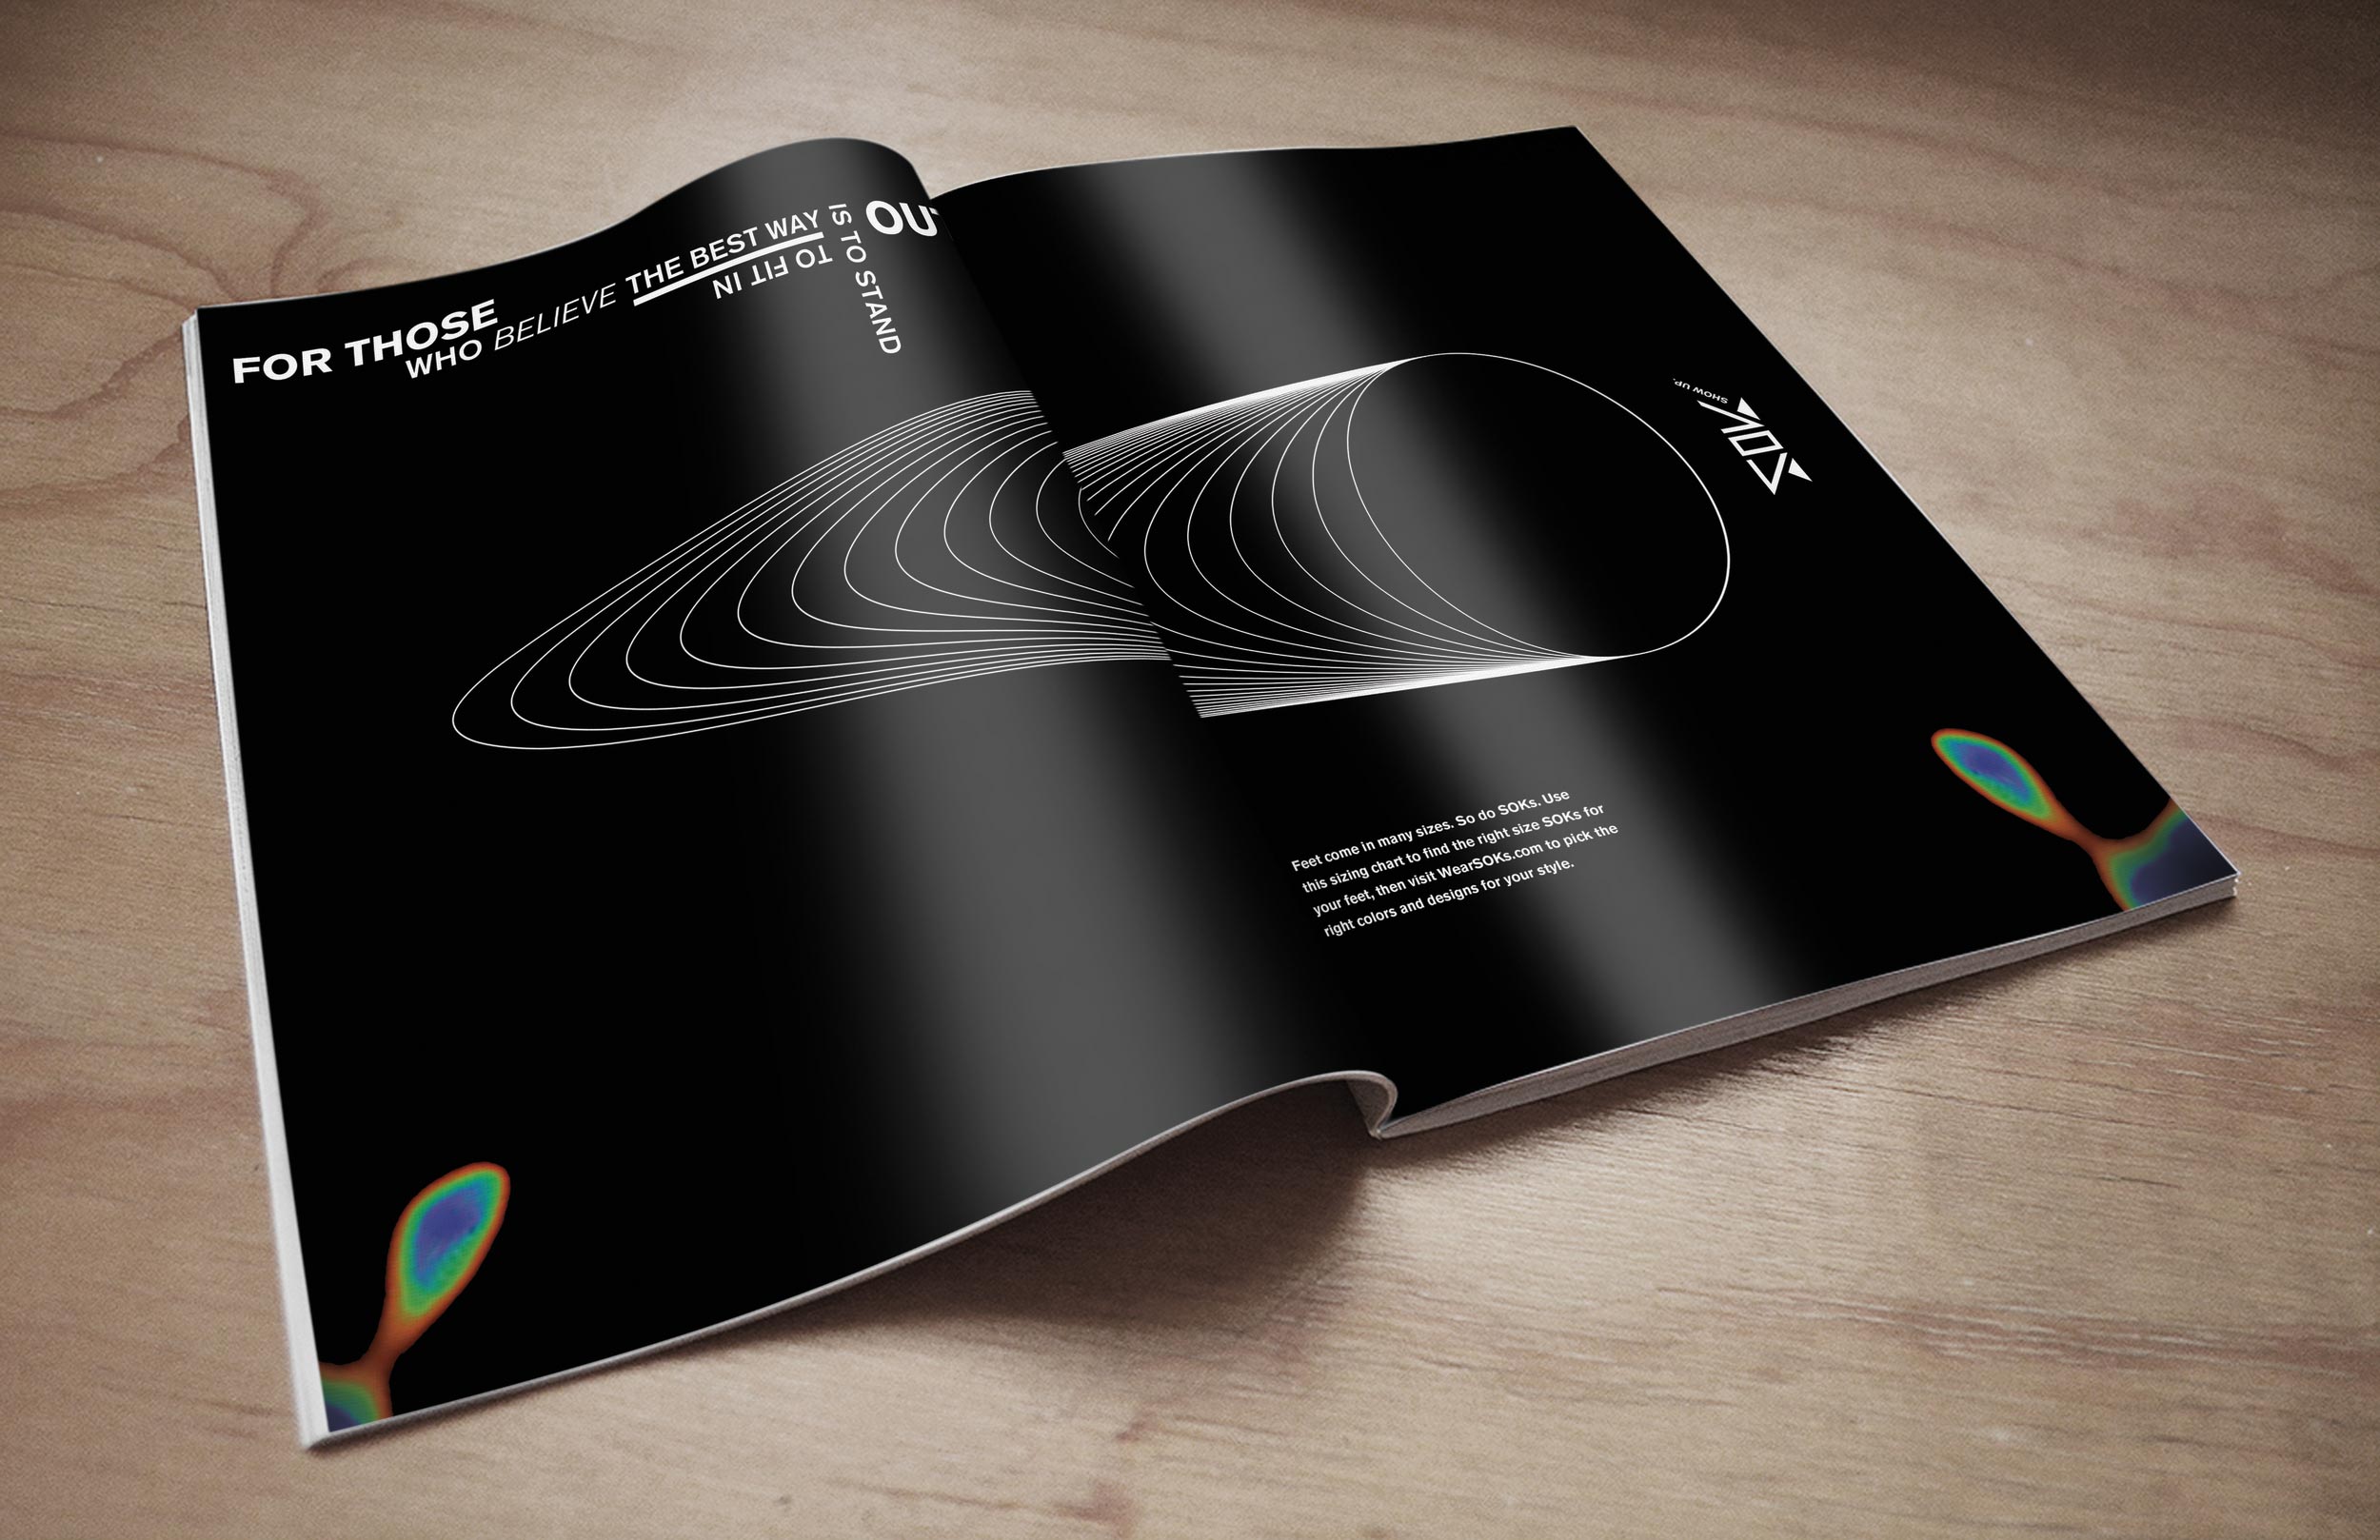 FOR THOSE
WHO BELIEVE THE BEST WAY
TO FIT IN
IS TO STAND
OUT
SOK
SHOW UP.
Feet come in many sizes. So do SOKs. Use
this sizing chart to find the right size SOKs for
your feet, then visit WearSOKs.com to pick the
right colors and designs for your style.